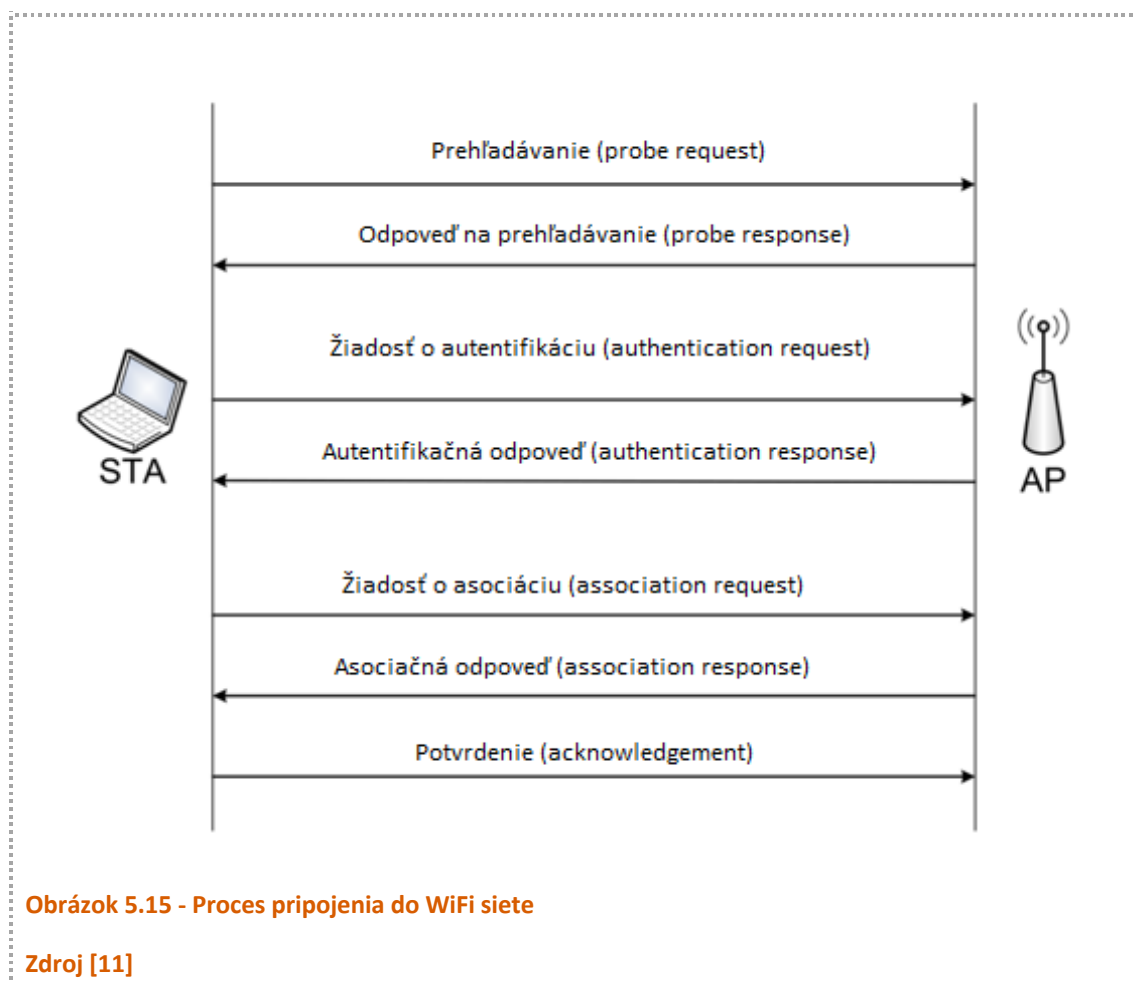 Prehľadávanie (probe request)
Odpoveď na prehľadávanie (probe response)
Žiadosť o autentifikáciu (authentication request)
Autentifikačná odpoveď (authentication response)
STA
AP
Žiadosť o asociáciu (association request)
Asociačná odpoveď (association response)
Potvrdenie (acknowledgement)
Obrázok 5.15 - Proces pripojenia do WiFi siete
Zdroj [11]